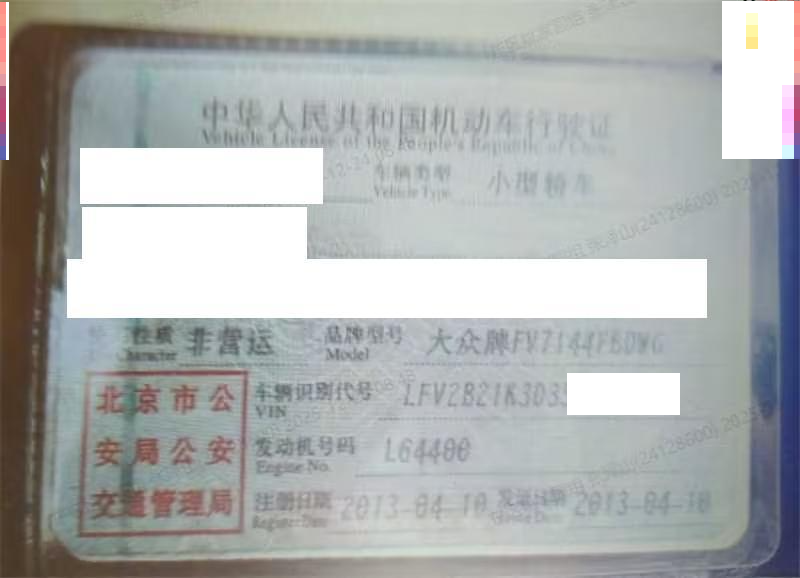 中华人民共和国机动车行驶证
Vehicle License of the People's Republic of China
车辆类型 小型轿车
Vehicle Type
性质 非营运 品牌型号 大众牌FV7144FBDWG
Character Model
车辆识别代号 LFV2B21K3D3
VIN
发动机号码 L64400
Engine No.
注册日期 2013-04-10 发证日期 2013-04-10
Register Date Issue Date
北京市公
安局公安
交通管理局